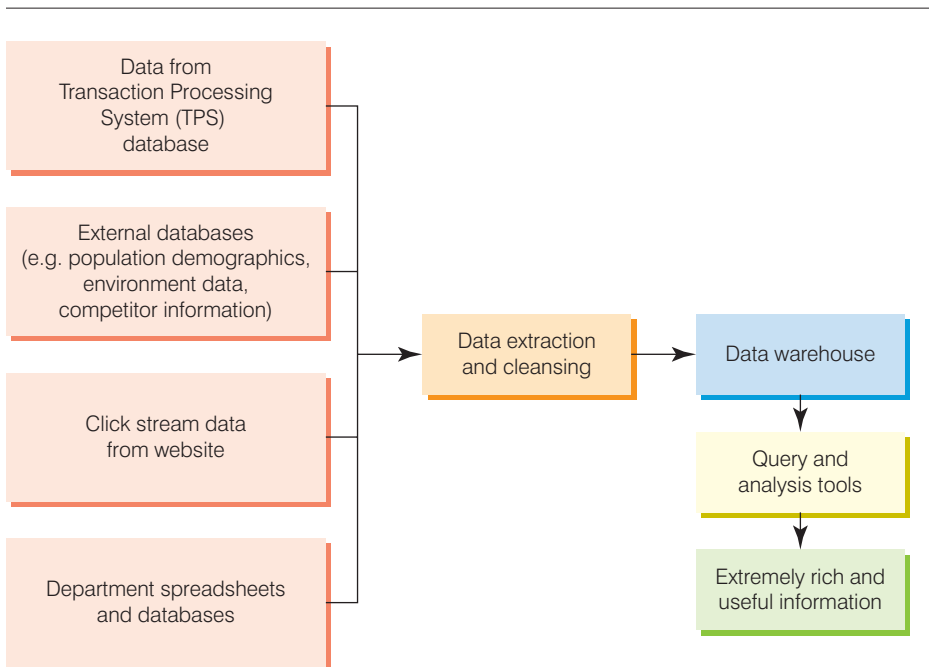 Data from
Transaction Processing
System (TPS)
database
External databases
(e.g. population demographics,
environment data,
competitor information)
Click stream data
from website
Department spreadsheets
and databases
Data extraction
and cleansing
Data warehouse
Query and
analysis tools
Extremely rich and
useful information